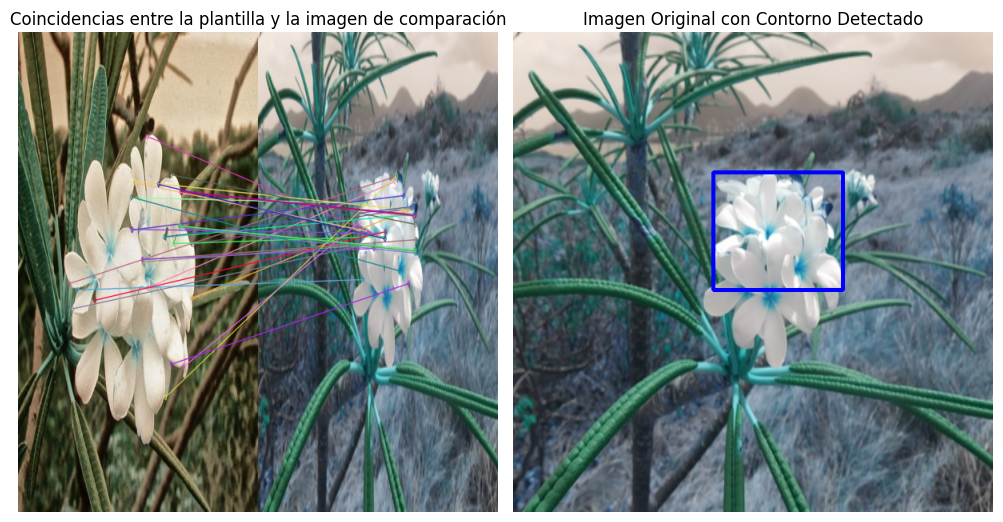 Coincidencias entre la plantilla y la imagen de comparación
Imagen Original con Contorno Detectado